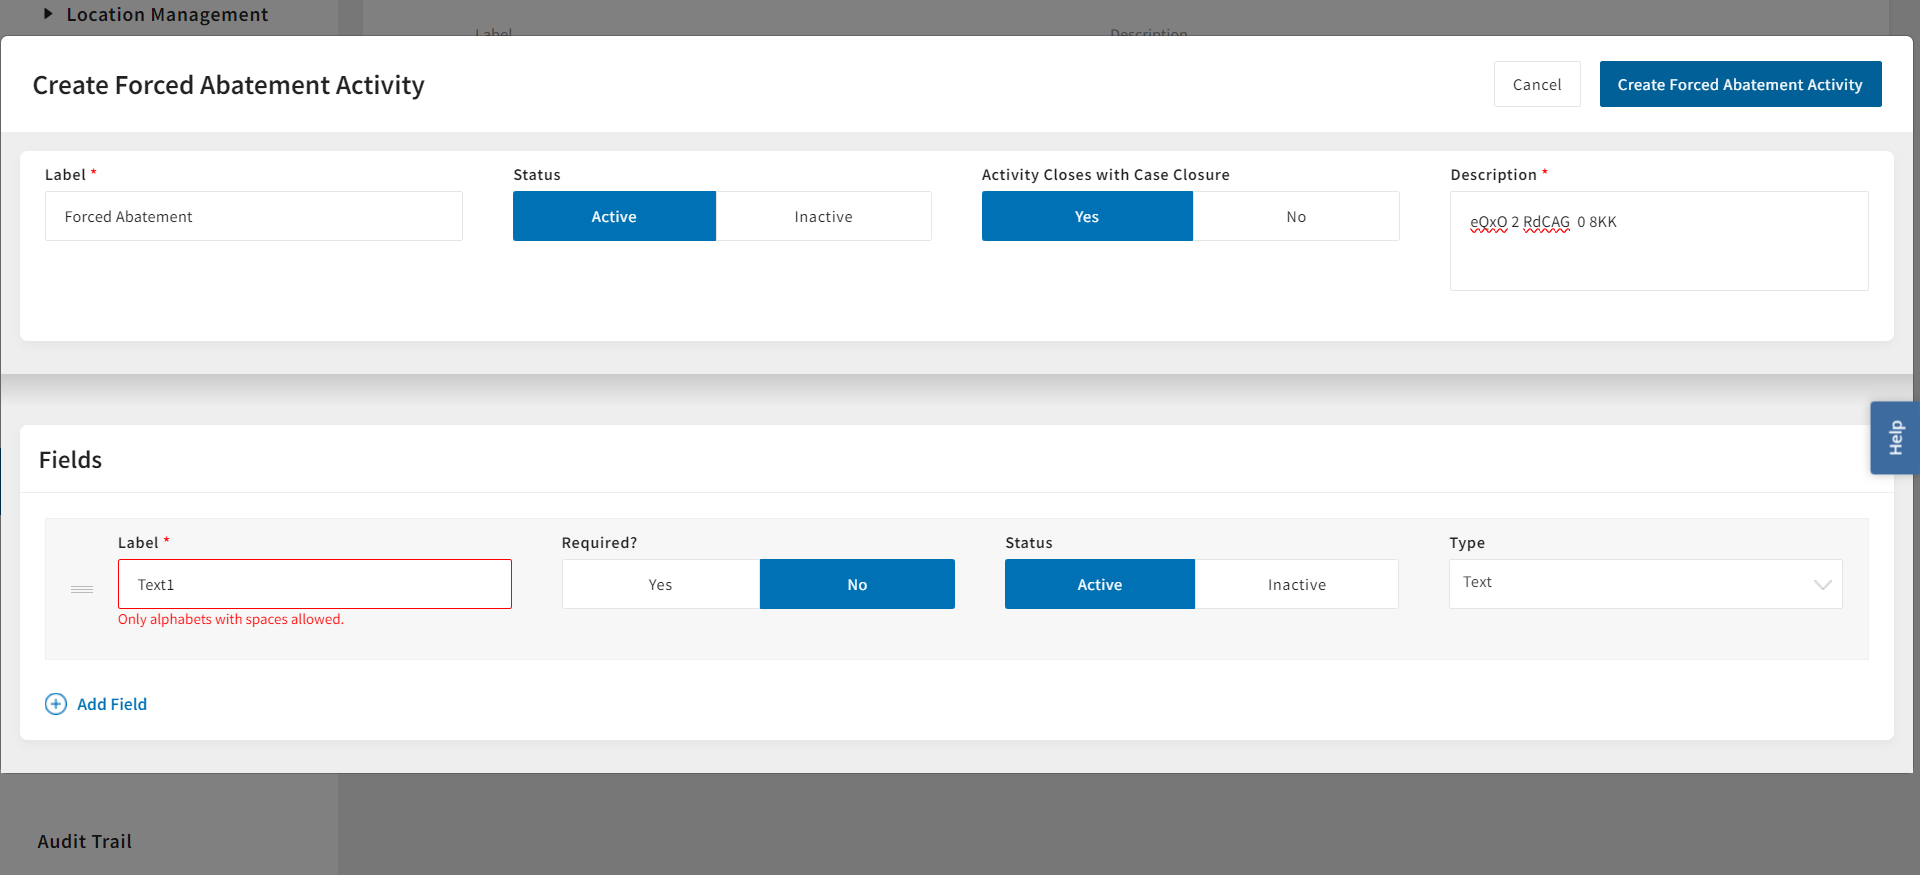 Location Management
Label
Description
Create Forced Abatement Activity
Cancel
Create Forced Abatement Activity
Label *
Status
Activity Closes with Case Closure
Description *
Forced Abatement
Active
Inactive
Yes
No
eQxO 2 RdCAG  0 8KK
Help
Fields
Label *
Required?
Status
Type
Text1
Yes
No
Active
Inactive
Text
Only alphabets with spaces allowed.
Add Field
Audit Trail